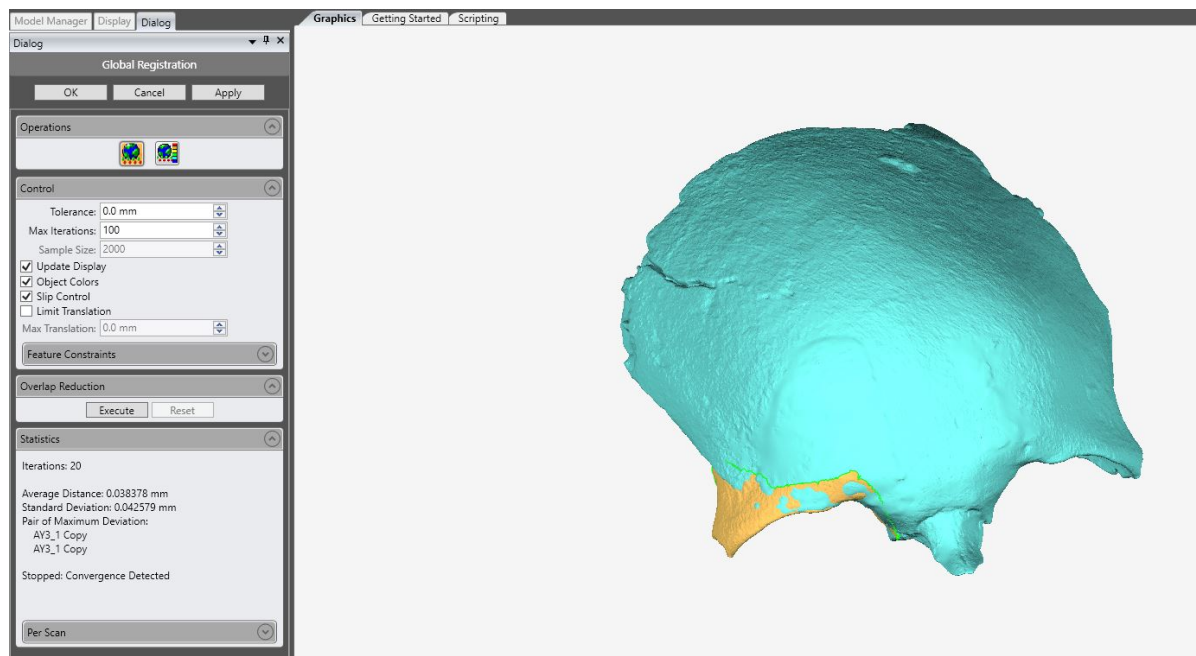 Model Manager Display Dialog
Graphics Getting Started Scripting
Dialog
Global Registration
OK Cancel Apply
Operations
Control
Tolerance: 0.0 mm
Max Iterations: 100
Sample Size: 2000
Update Display
Object Colors
Slip Control
Limit Translation
Max Translation: 0.0 mm
Feature Constraints
Overlap Reduction
Execute Reset
Statistics
Iterations: 20
Average Distance: 0.038378 mm
Standard Deviation: 0.042579 mm
Pair of Maximum Deviation:
AY3_1 Copy
AY3_1 Copy
Stopped: Convergence Detected
Per Scan